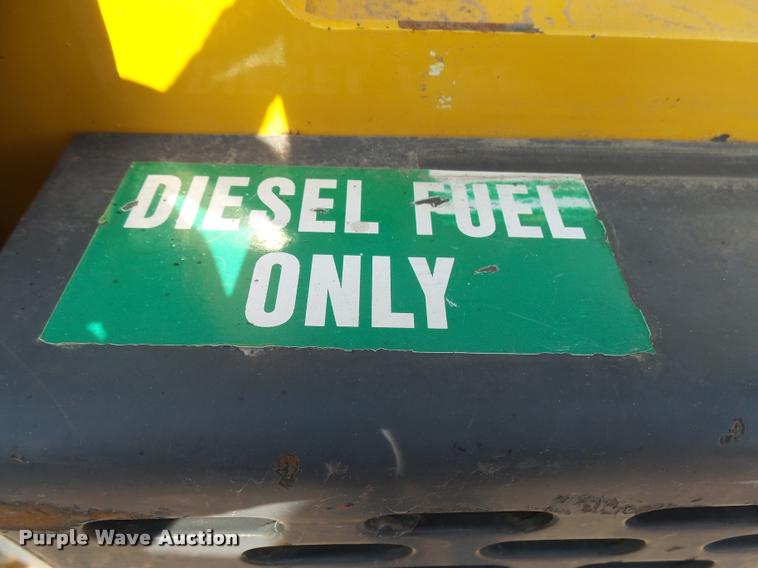 DIESEL FUEL
ONLY
Purple Wave Auction